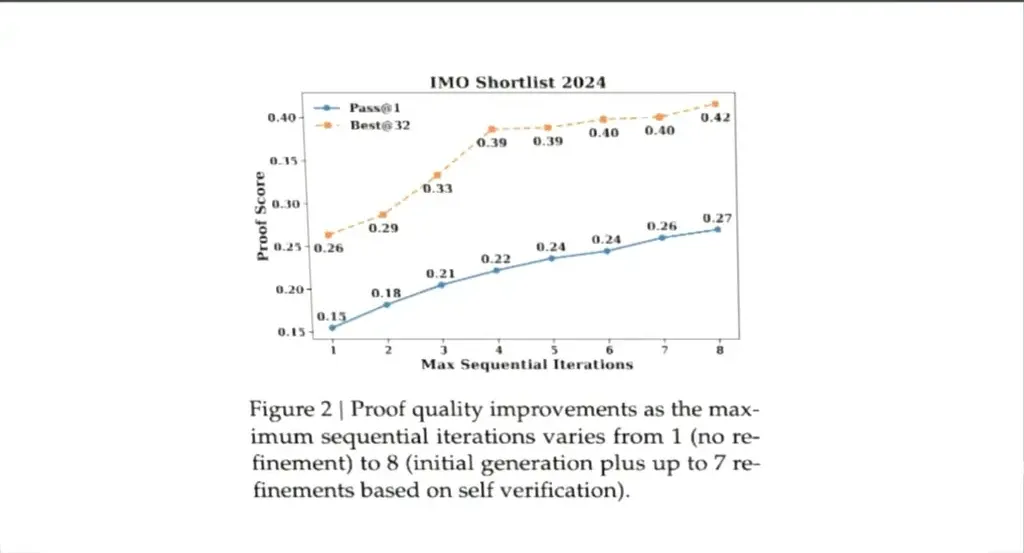 IMO Shortlist 2024
Pass@1
Best@32
Proof Score
0.40
0.15
0.30
0.25
0.20
0.15
0.26
0.29
0.33
0.39
0.39
0.40
0.40
0.42
0.15
0.18
0.21
0.22
0.24
0.24
0.26
0.27
1 2 3 4 5 6 7 8
Max Sequential Iterations
Figure 2 | Proof quality improvements as the max-
imum sequential iterations varies from 1 (no re-
finement) to 8 (initial generation plus up to 7 re-
finements based on self verification).